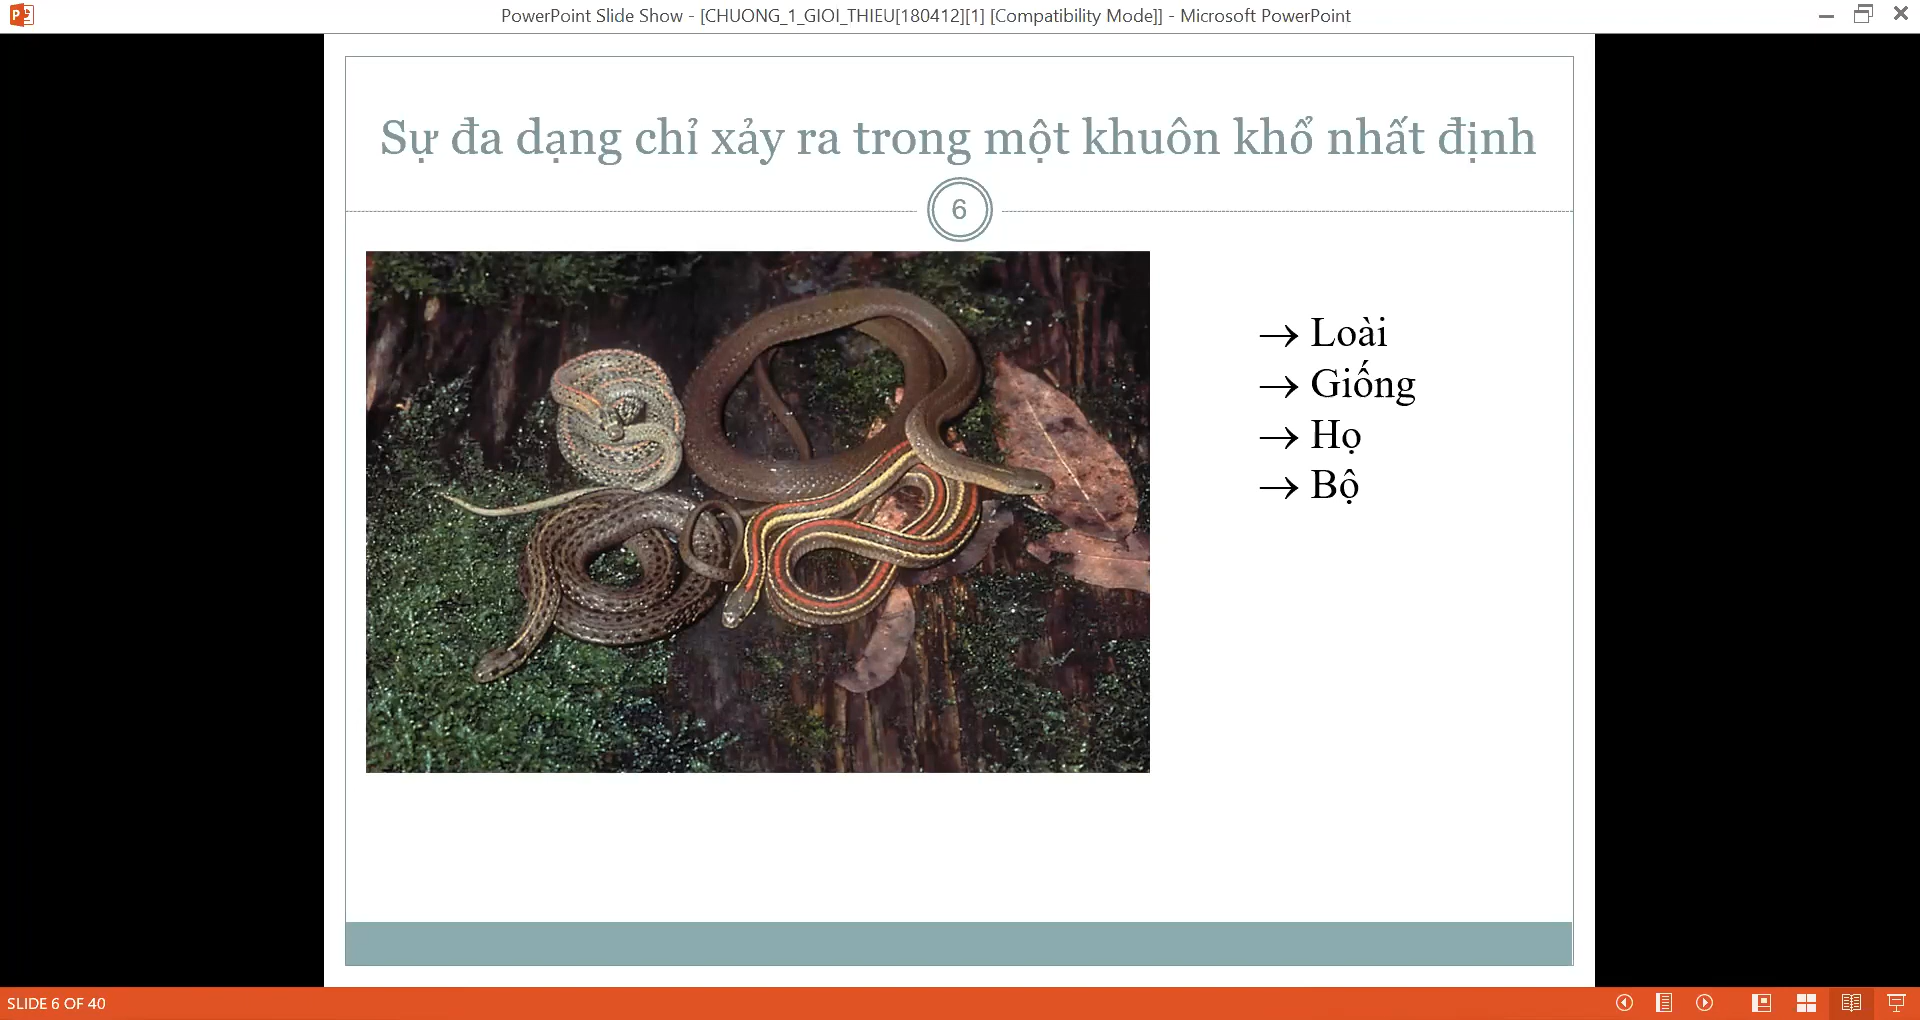 PowerPoint Slide Show - [CHUONG_1_GIOI_THIEU[180412][1] [Compatibility Mode]] - Microsoft PowerPoint
Sự đa dạng chỉ xảy ra trong một khuôn khổ nhất định
6
→ Loài
→ Giống
→ Họ
→ Bộ
SLIDE 6 OF 40